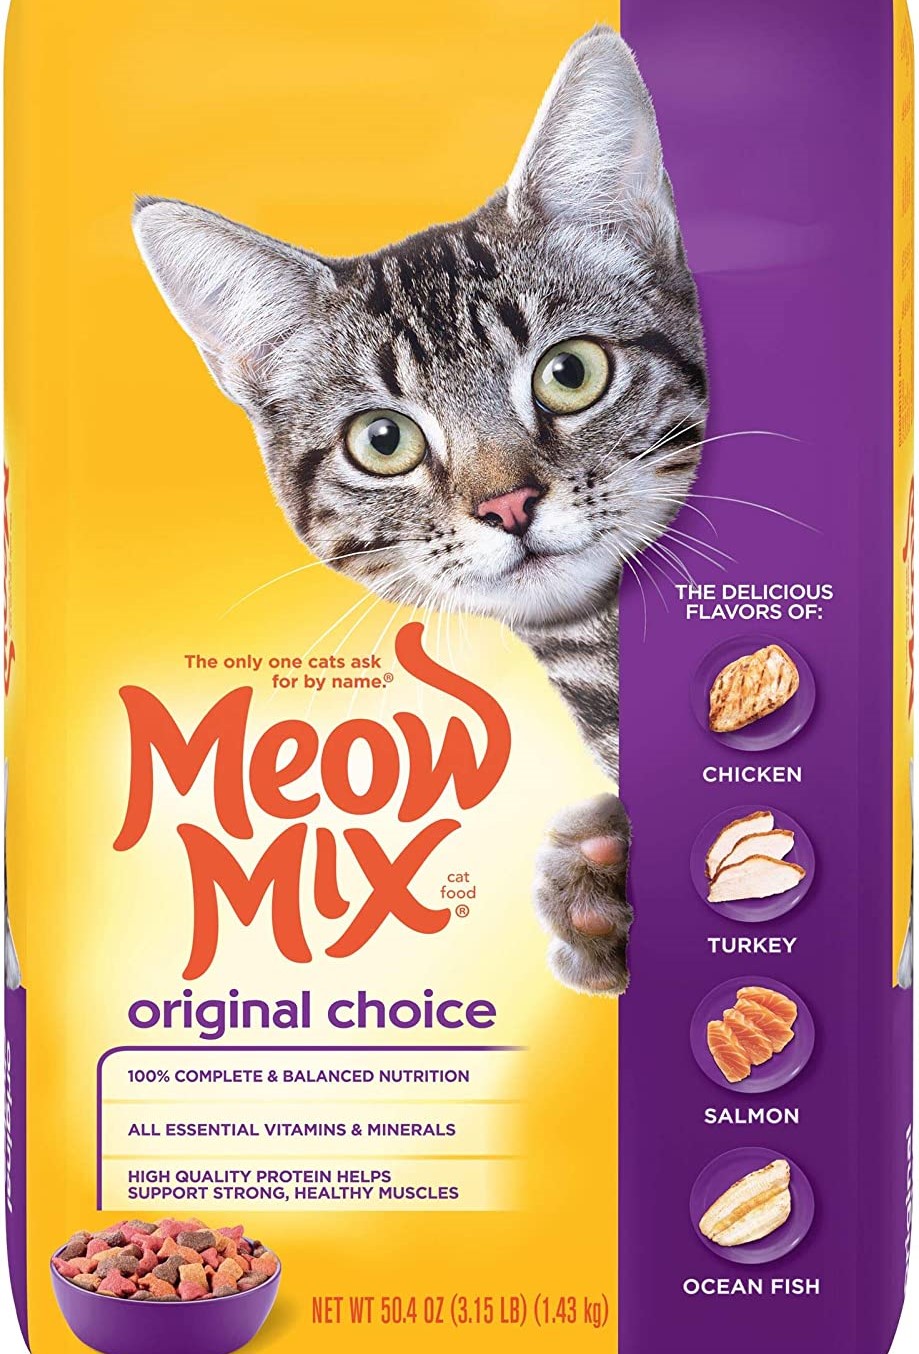 The only one cats ask
for by name.®
Meow
Mix
cat
food
®
original choice
100% COMPLETE & BALANCED NUTRITION
ALL ESSENTIAL VITAMINS & MINERALS
HIGH QUALITY PROTEIN HELPS
SUPPORT STRONG, HEALTHY MUSCLES
NET WT 50.4 OZ (3.15 LB) (1.43 kg)
THE DELICIOUS
FLAVORS OF:
CHICKEN
TURKEY
SALMON
OCEAN FISH